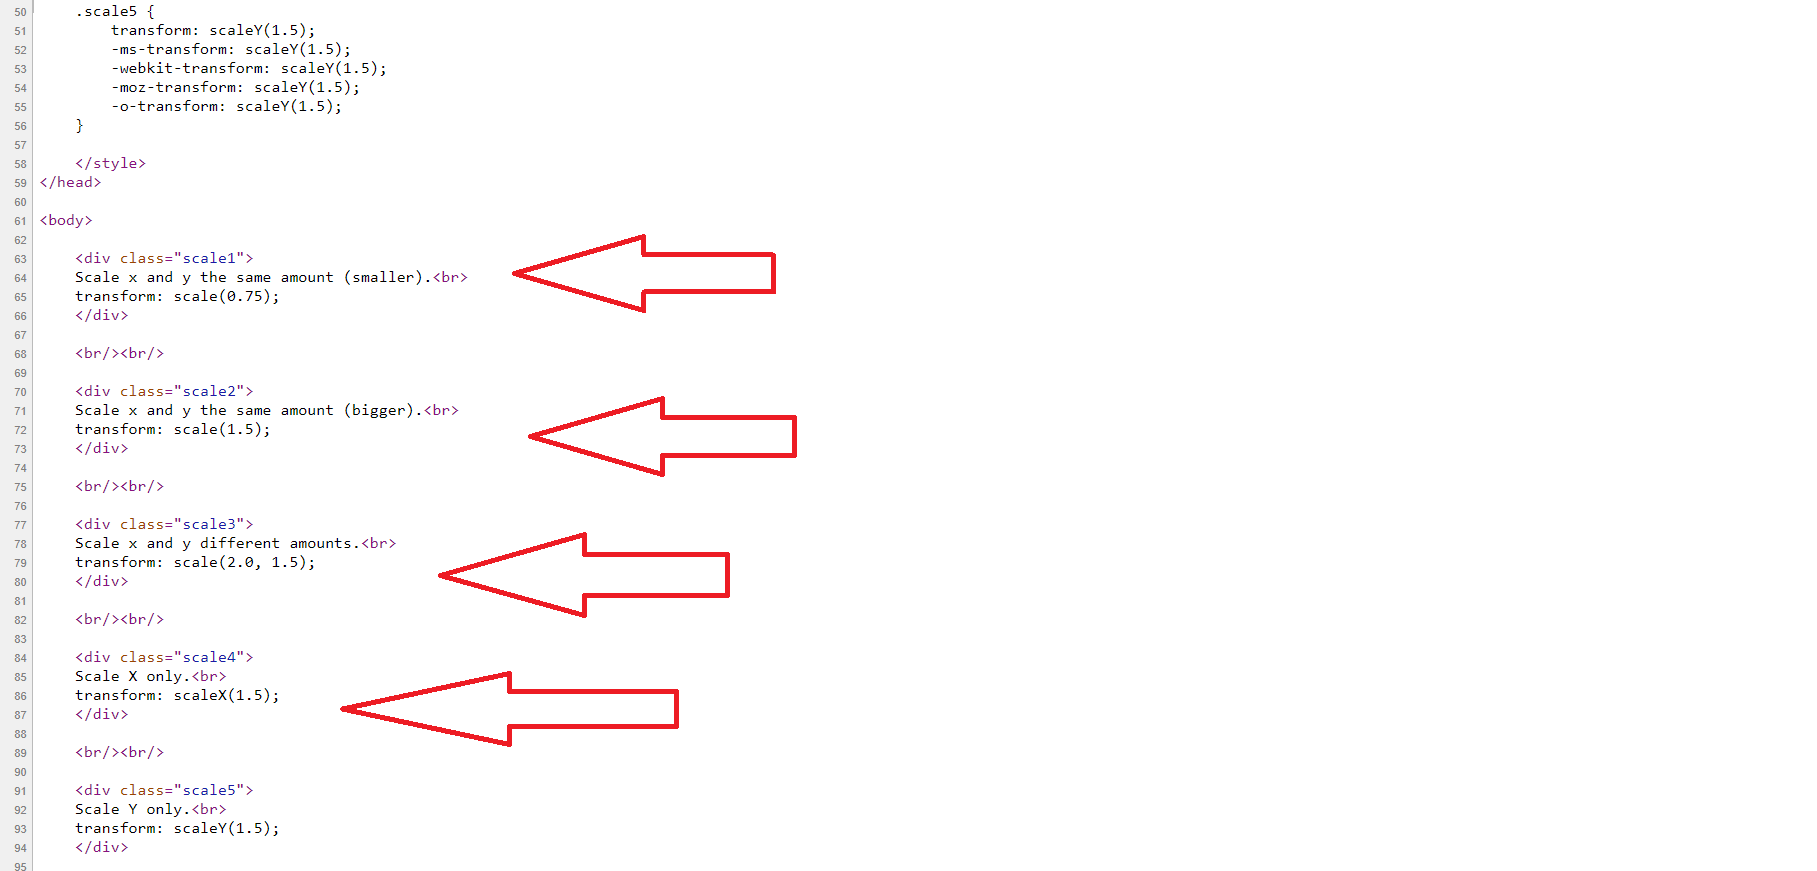 50 .scale5 {
51 transform: scaleY(1.5);
52 -ms-transform: scaleY(1.5);
53 -webkit-transform: scaleY(1.5);
54 -moz-transform: scaleY(1.5);
55 -o-transform: scaleY(1.5);
56 }
57
58 </style>
59 </head>
60
61 <body>
62
63 <div class="scale1">
64 Scale x and y the same amount (smaller).<br>
65 transform: scale(0.75);
66 </div>
67
68 <br/><br/>
69
70 <div class="scale2">
71 Scale x and y the same amount (bigger).<br>
72 transform: scale(1.5);
73 </div>
74
75 <br/><br/>
76
77 <div class="scale3">
78 Scale x and y different amounts.<br>
79 transform: scale(2.0, 1.5);
80 </div>
81
82 <br/><br/>
83
84 <div class="scale4">
85 Scale X only.<br>
86 transform: scaleX(1.5);
87 </div>
88
89 <br/><br/>
90
91 <div class="scale5">
92 Scale Y only.<br>
93 transform: scaleY(1.5);
94 </div>
95